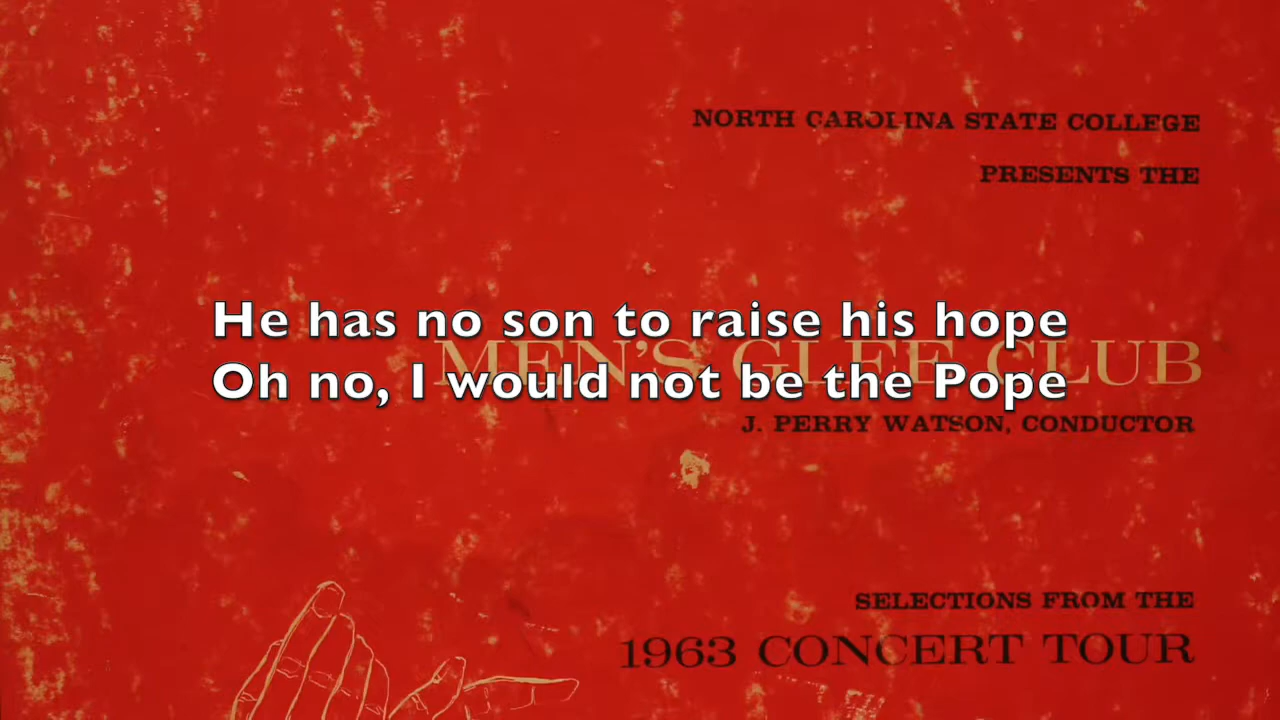 NORTH CAROLINA STATE COLLEGE
PRESENTS THE
He has no son to raise his hope
MEN'S GLEE CLUB
Oh no, I would not be the Pope
J. PERRY WATSON, CONDUCTOR
SELECTIONS FROM THE
1963 CONCERT TOUR